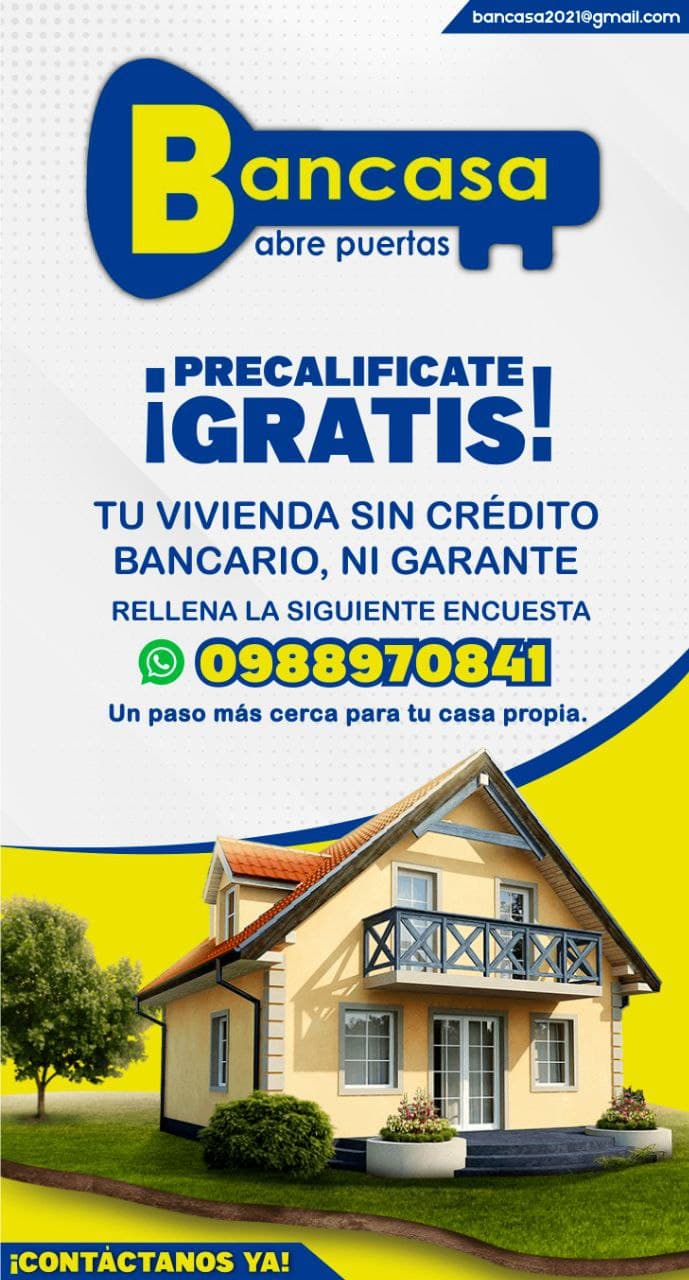 bancasa2021@gmail.com
Bancasa
abre puertas
¡PRECALIFICATE
GRATIS!
TU VIVIENDA SIN CRÉDITO
BANCARIO, NI GARANTE
RELLENA LA SIGUIENTE ENCUESTA
0988970841
Un paso más cerca para tu casa propia.
¡CONTÁCTANOS YA!